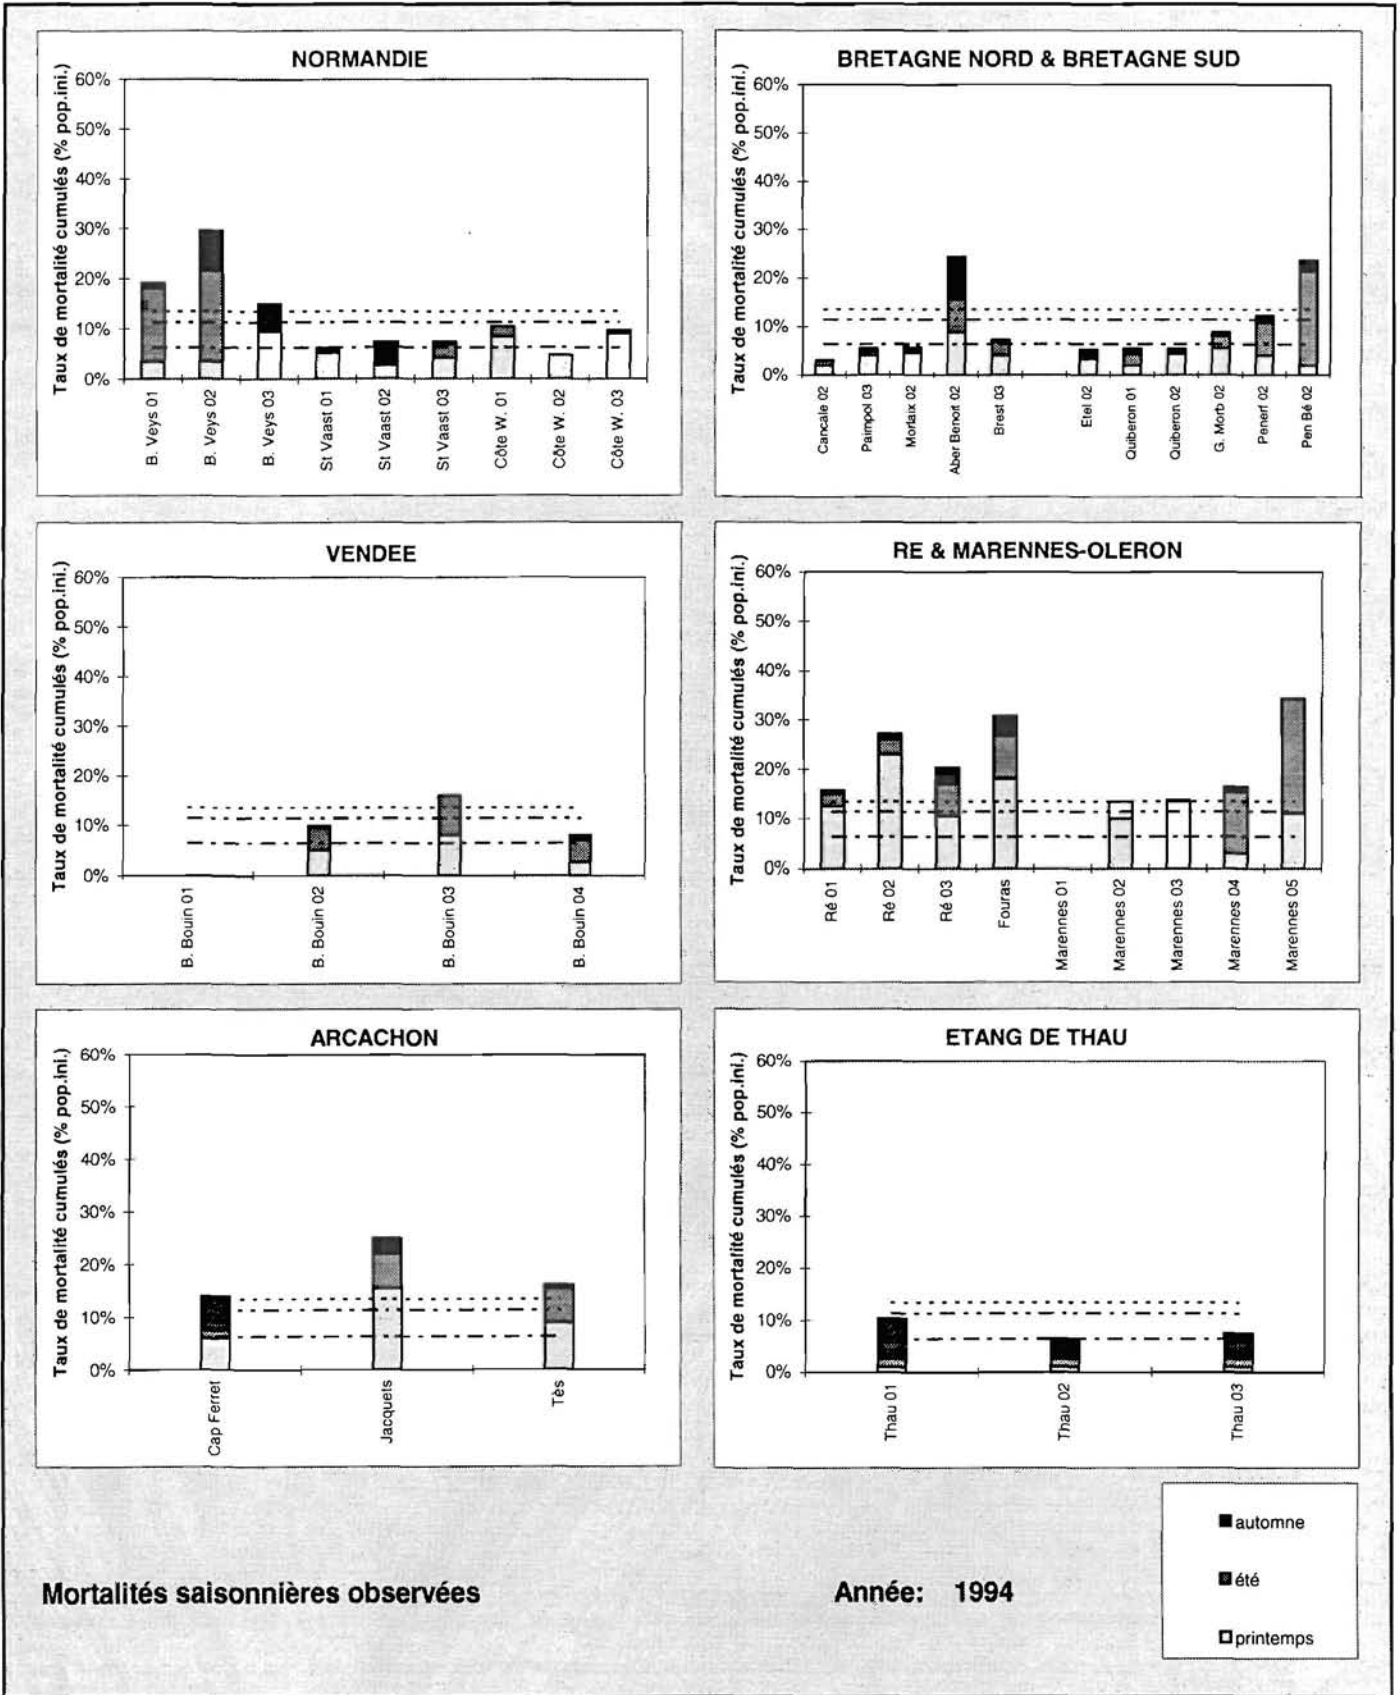 NORMANDIE
Taux de mortalité cumulés (% pop.ini.)
60%
50%
40%
30%
20%
10%
0%
B. Veys 01
B. Veys 02
B. Veys 03
St Vaast 01
St Vaast 02
St Vaast 03
Côte W. 01
Côte W. 02
Côte W. 03
BRETAGNE NORD & BRETAGNE SUD
Taux de mortalité cumulés (% pop.ini.)
60%
50%
40%
30%
20%
10%
0%
Cancale 02
Paimpol 03
Morlaix 02
Aber Benoit 02
Brest 03
Etel 02
Quiberon 01
Quiberon 02
G. Morb 02
Penerf 02
Pen Bé 02
VENDEE
Taux de mortalité cumulés (% pop.ini.)
60%
50%
40%
30%
20%
10%
0%
B. Bouin 01
B. Bouin 02
B. Bouin 03
B. Bouin 04
RE & MARENNES-OLERON
Taux de mortalité cumulés (% pop.ini.)
60%
50%
40%
30%
20%
10%
0%
Ré 01
Ré 02
Ré 03
Fouras
Marennes 01
Marennes 02
Marennes 03
Marennes 04
Marennes 05
ARCACHON
Taux de mortalité cumulés (% pop.ini.)
60%
50%
40%
30%
20%
10%
0%
Cap Ferret
Jacquets
Tès
ETANG DE THAU
Taux de mortalité cumulés (% pop.ini.)
60%
50%
40%
30%
20%
10%
0%
Thau 01
Thau 02
Thau 03
automne
été
printemps
Mortalités saisonnières observées
Année: 1994